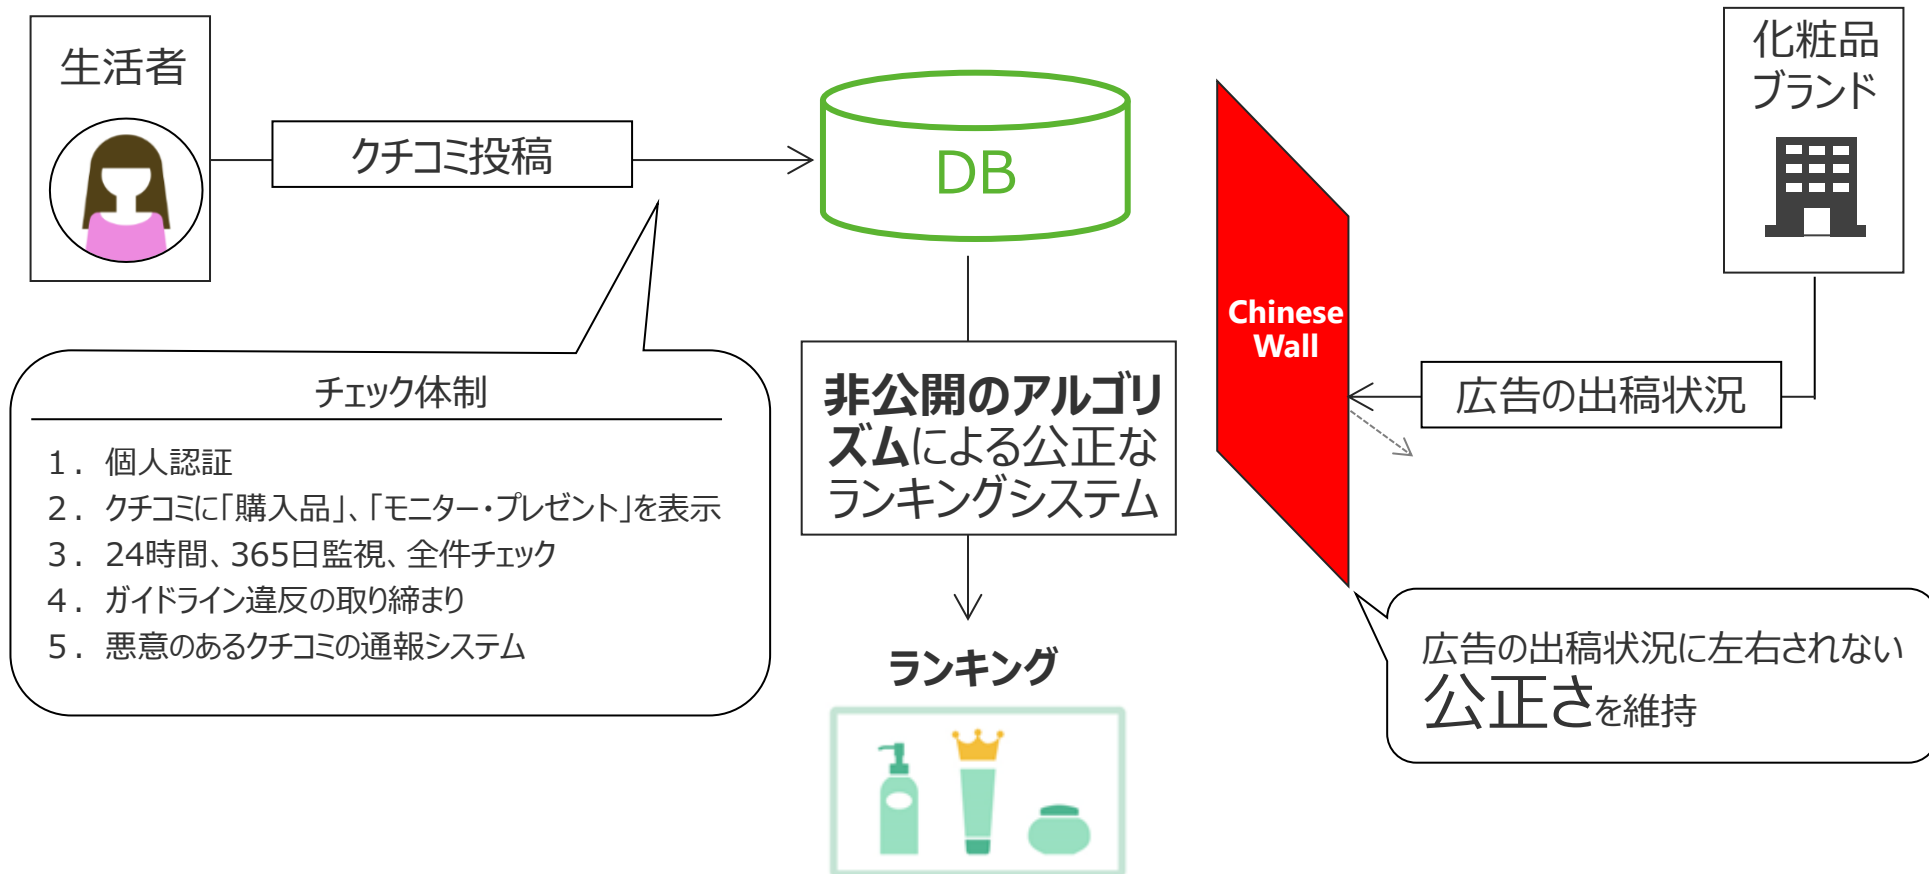 生活者
クチコミ投稿
DB
化粧品
ブランド
Chinese
Wall
広告の出稿状況
チェック体制
１. 個人認証
２. クチコミに「購入品」、「モニター・プレゼント」を表示
３. 24時間、365日監視、全件チェック
４. ガイドライン違反の取り締まり
５. 悪意のあるクチコミの通報システム
非公開のアルゴリ
ズムによる公正な
ランキングシステム
ランキング
広告の出稿状況に左右されない
公正さを維持